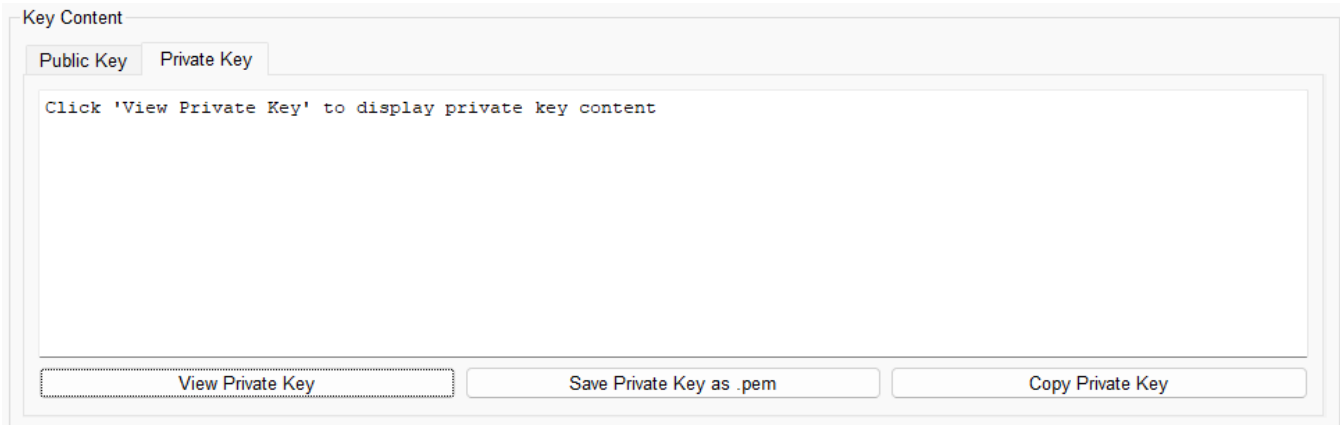 Key Content
Public Key Private Key
Click 'View Private Key' to display private key content
View Private Key Save Private Key as .pem Copy Private Key